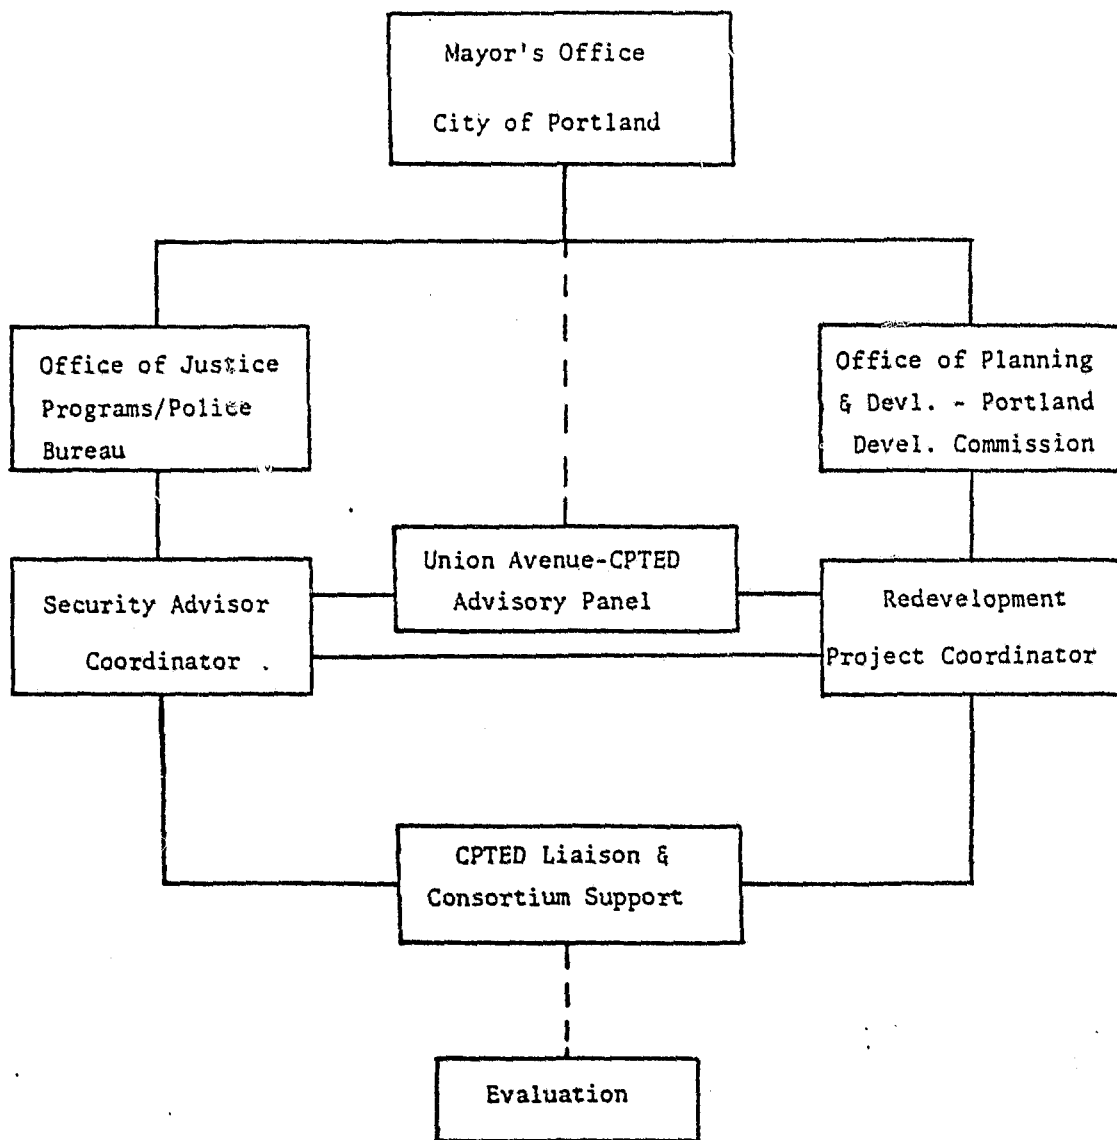 Mayor's Office
City of Portland
Office of Justice
Programs/Police
Bureau
Office of Planning
& Devl. - Portland
Devel. Commission
Union Avenue-CPTED
Advisory Panel
Security Advisor
Coordinator
Redevelopment
Project Coordinator
CPTED Liaison &
Consortium Support
Evaluation